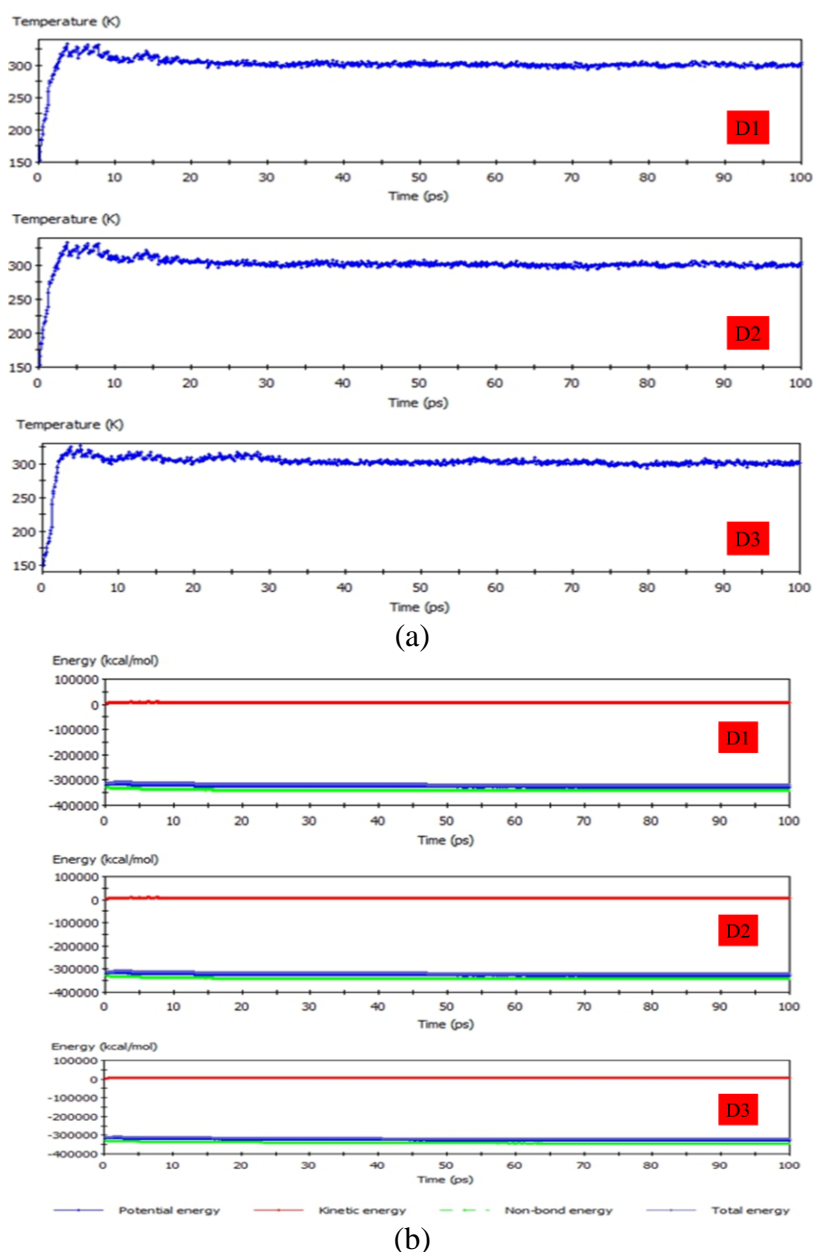 Temperature (K)
300
250
200
150
D1
0 10 20 30 40 50 60 70 80 90 100
Time (ps)
Temperature (K)
300
250
200
150
D2
0 10 20 30 40 50 60 70 80 90 100
Time (ps)
Temperature (K)
300
250
200
150
D3
0 10 20 30 40 50 60 70 80 90 100
Time (ps)
(a)
Energy (kcal/mol)
100000
0
-100000
-200000
-300000
-400000
D1
0 10 20 30 40 50 60 70 80 90 100
Time (ps)
Energy (kcal/mol)
100000
0
-100000
-200000
-300000
-400000
D2
0 10 20 30 40 50 60 70 80 90 100
Time (ps)
Energy (kcal/mol)
100000
0
-100000
-200000
-300000
-400000
D3
0 10 20 30 40 50 60 70 80 90 100
Time (ps)
Potential energy Kinetic energy Non-bond energy Total energy
(b)